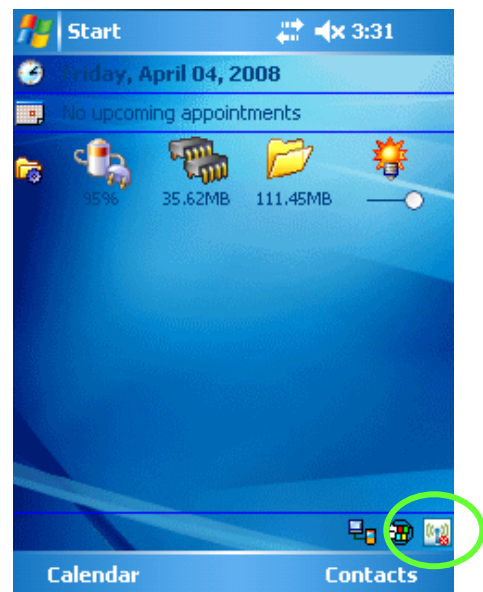 Start 3:31
Friday, April 04, 2008
No upcoming appointments
95% 35.62MB 111.45MB
Calendar Contacts